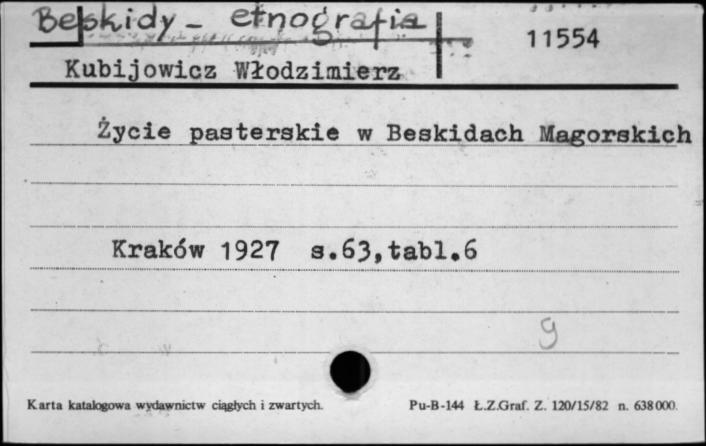 Beskidy - etnografia
11554
Kubijowicz Włodzimierz
Życie pasterskie w Beskidach Magorskich
Kraków 1927 s.63,tabl.6
g
Karta katalogowa wydawnictw ciągłych i zwartych. Pu-B-144 Ł.Z.Graf. Z. 120/15/82 n. 638000.